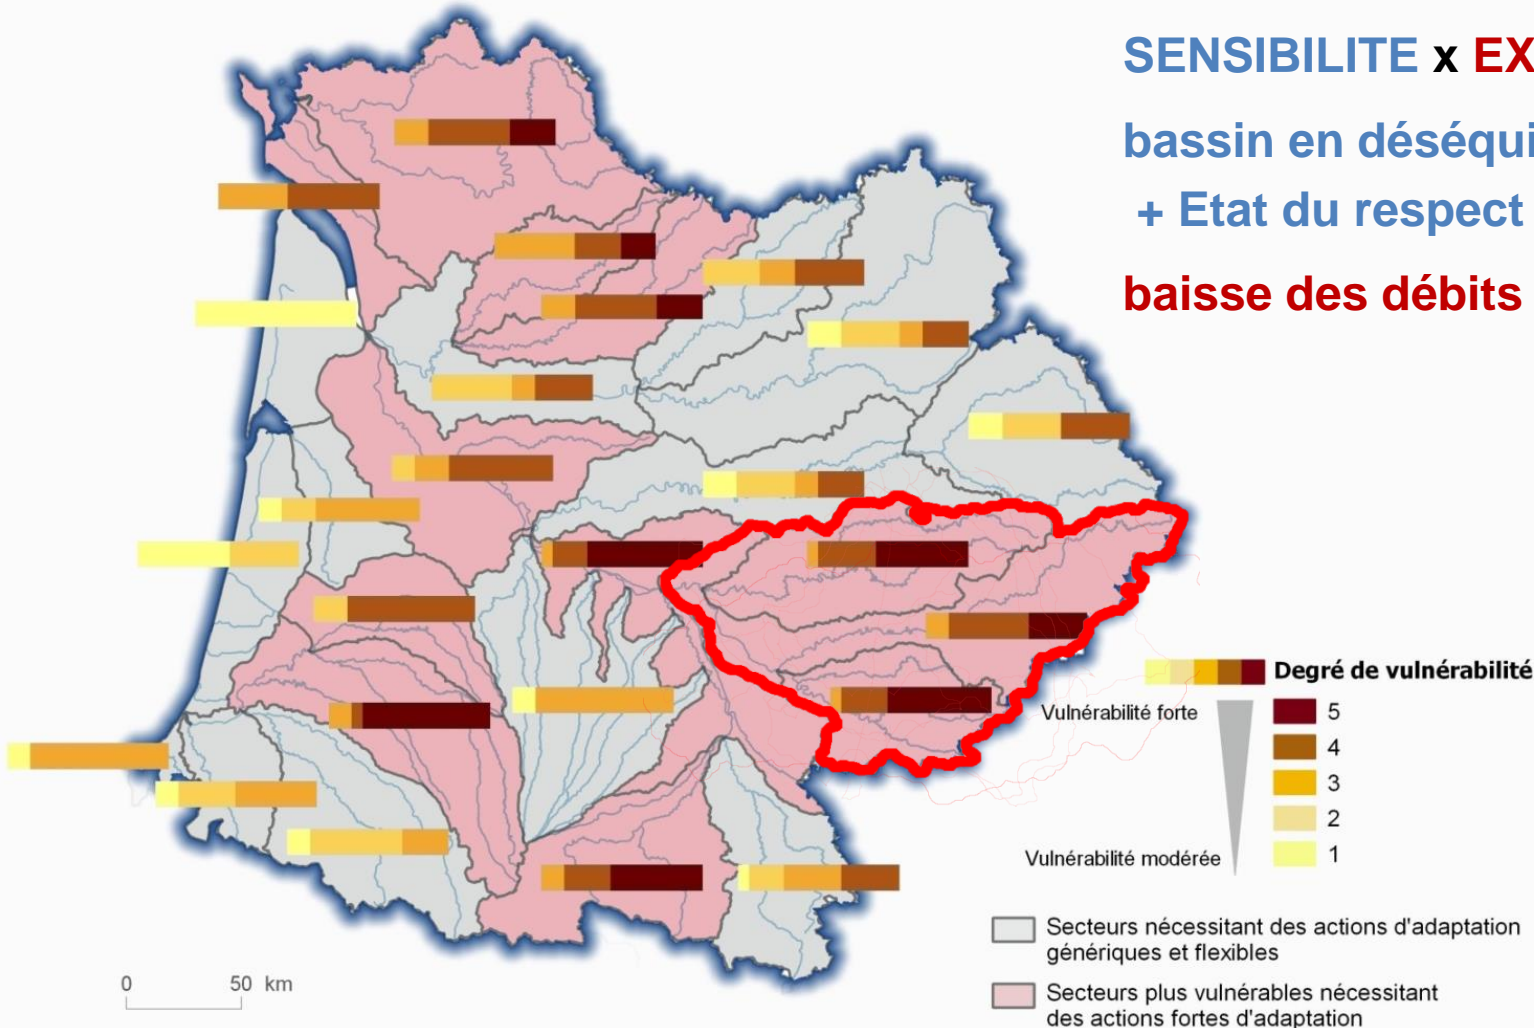 SENSIBILITE x EX
bassin en déséqui
+ Etat du respect
baisse des débits
Degré de vulnérabilité
Vulnérabilité forte
5
4
3
2
1
Vulnérabilité modérée
Secteurs nécessitant des actions d'adaptation
génériques et flexibles
Secteurs plus vulnérables nécessitant
des actions fortes d'adaptation
0 50 km